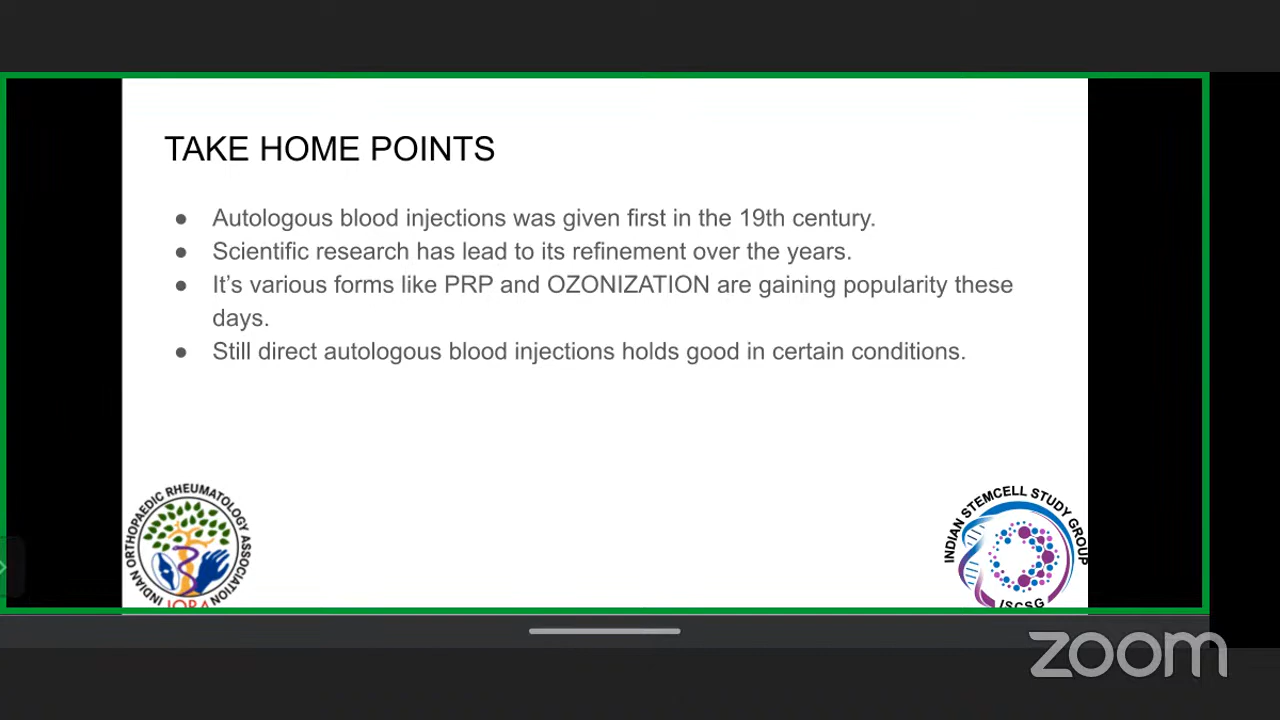 TAKE HOME POINTS
● Autologous blood injections was given first in the 19th century.
● Scientific research has lead to its refinement over the years.
● It’s various forms like PRP and OZONIZATION are gaining popularity these
days.
● Still direct autologous blood injections holds good in certain conditions.
INDIAN ORTHOPAEDIC RHEUMATOLOGY ASSOCIATION
IORA
INDIAN STEMCELL STUDY GROUP
ISCSG
zoom